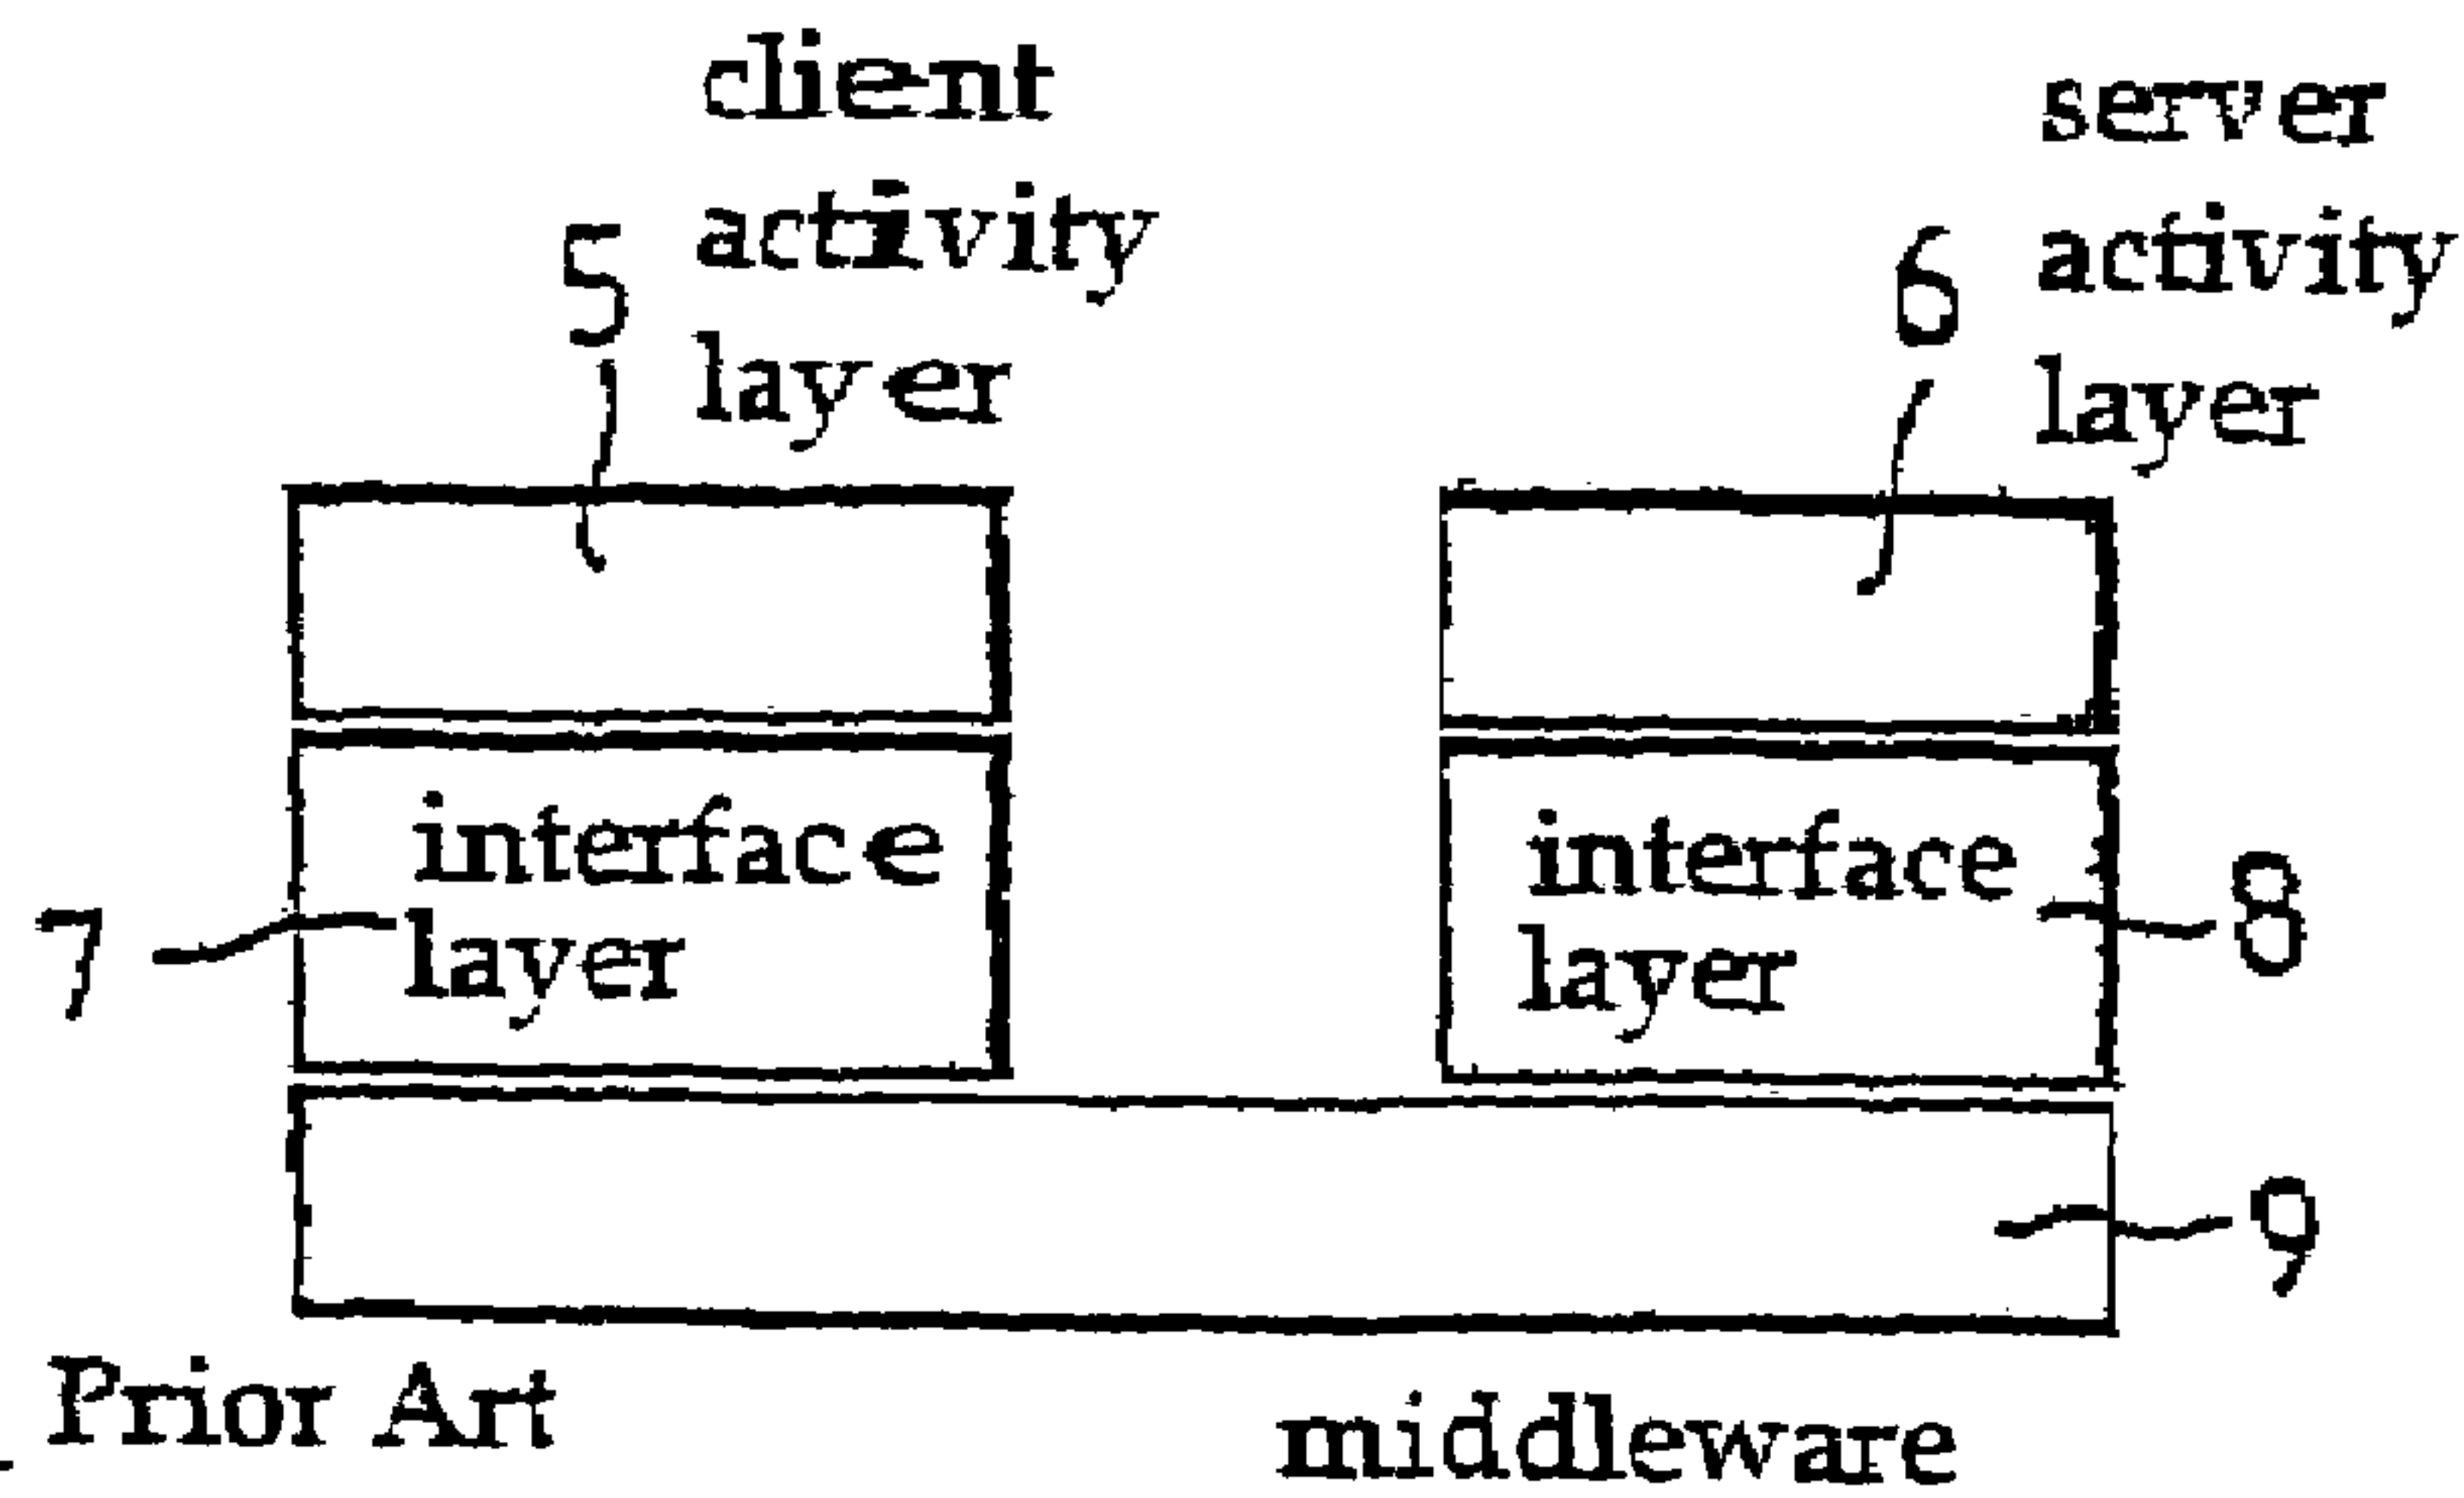 client
activity
layer
5
server
activity
layer
6
interface
layer
7
interface
layer
8
9
Prior Art
middleware